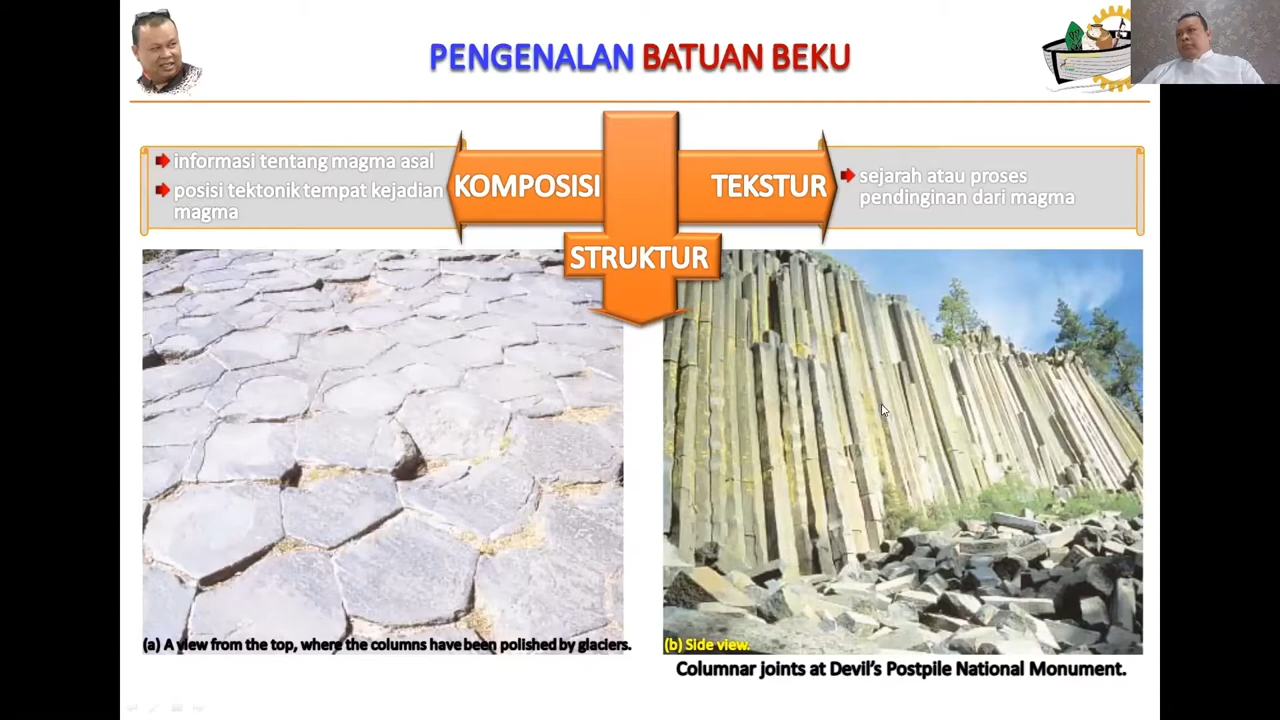 PENGENALAN BATUAN BEKU
informasi tentang magma asal
posisi tektonik tempat kejadian
magma
KOMPOSISI
TEKSTUR
sejarah atau proses
pendinginan dari magma
STRUKTUR
(a) A view from the top, where the columns have been polished by glaciers.
(b) Side view.
Columnar joints at Devil's Postpile National Monument.